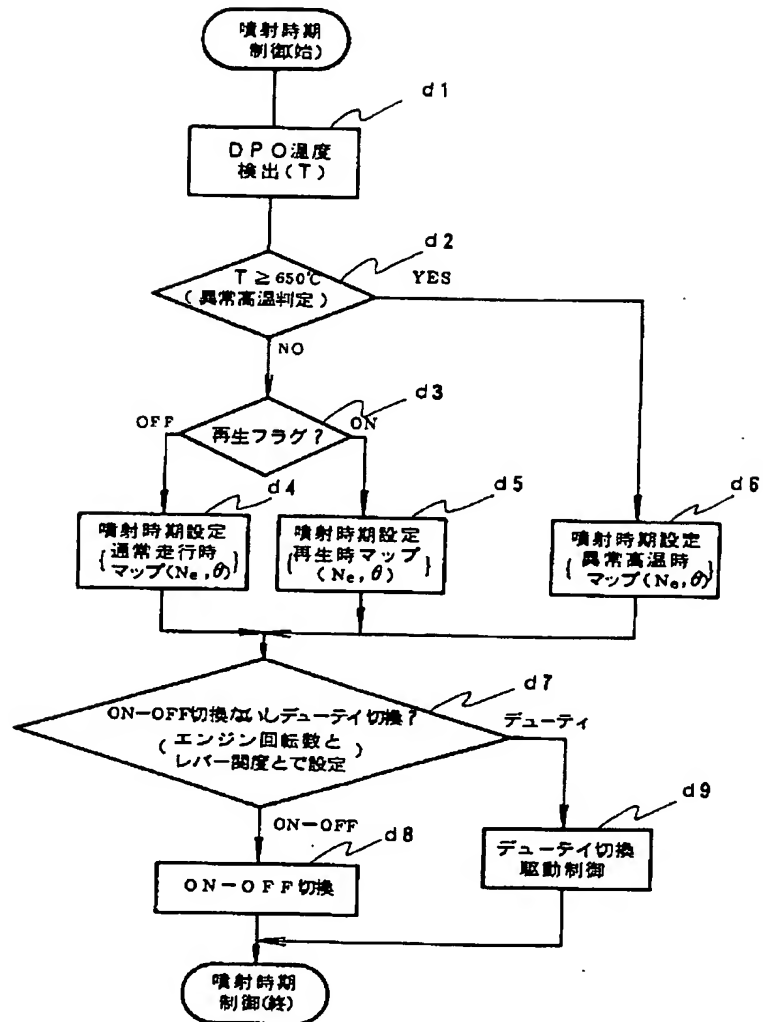 噴射時期
制御(始)
d1
DPO温度
検出(T)
d2
T≧650℃
(異常高温判定)
YES
NO
d3
OFF
再生フラグ?
ON
d4
噴射時期設定
{通常走行時
マップ(Ne,θ)}
d5
噴射時期設定
{再生時マップ
(Ne,θ)}
d6
噴射時期設定
{異常高温時
マップ(Ne,θ)}
d7
ON-OFF切換ないしデューテイ切換?
(エンジン回転数と
レバー開度とで設定)
デューティ
ON-OFF
d8
ON-OFF切換
d9
デューテイ切換
駆動制御
噴射時期
制御(終)